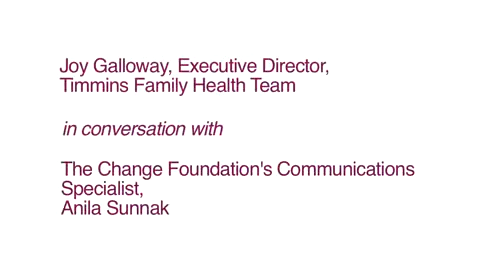 Joy Galloway, Executive Director,
Timmins Family Health Team
in conversation with
The Change Foundation's Communications
Specialist,
Anila Sunnak